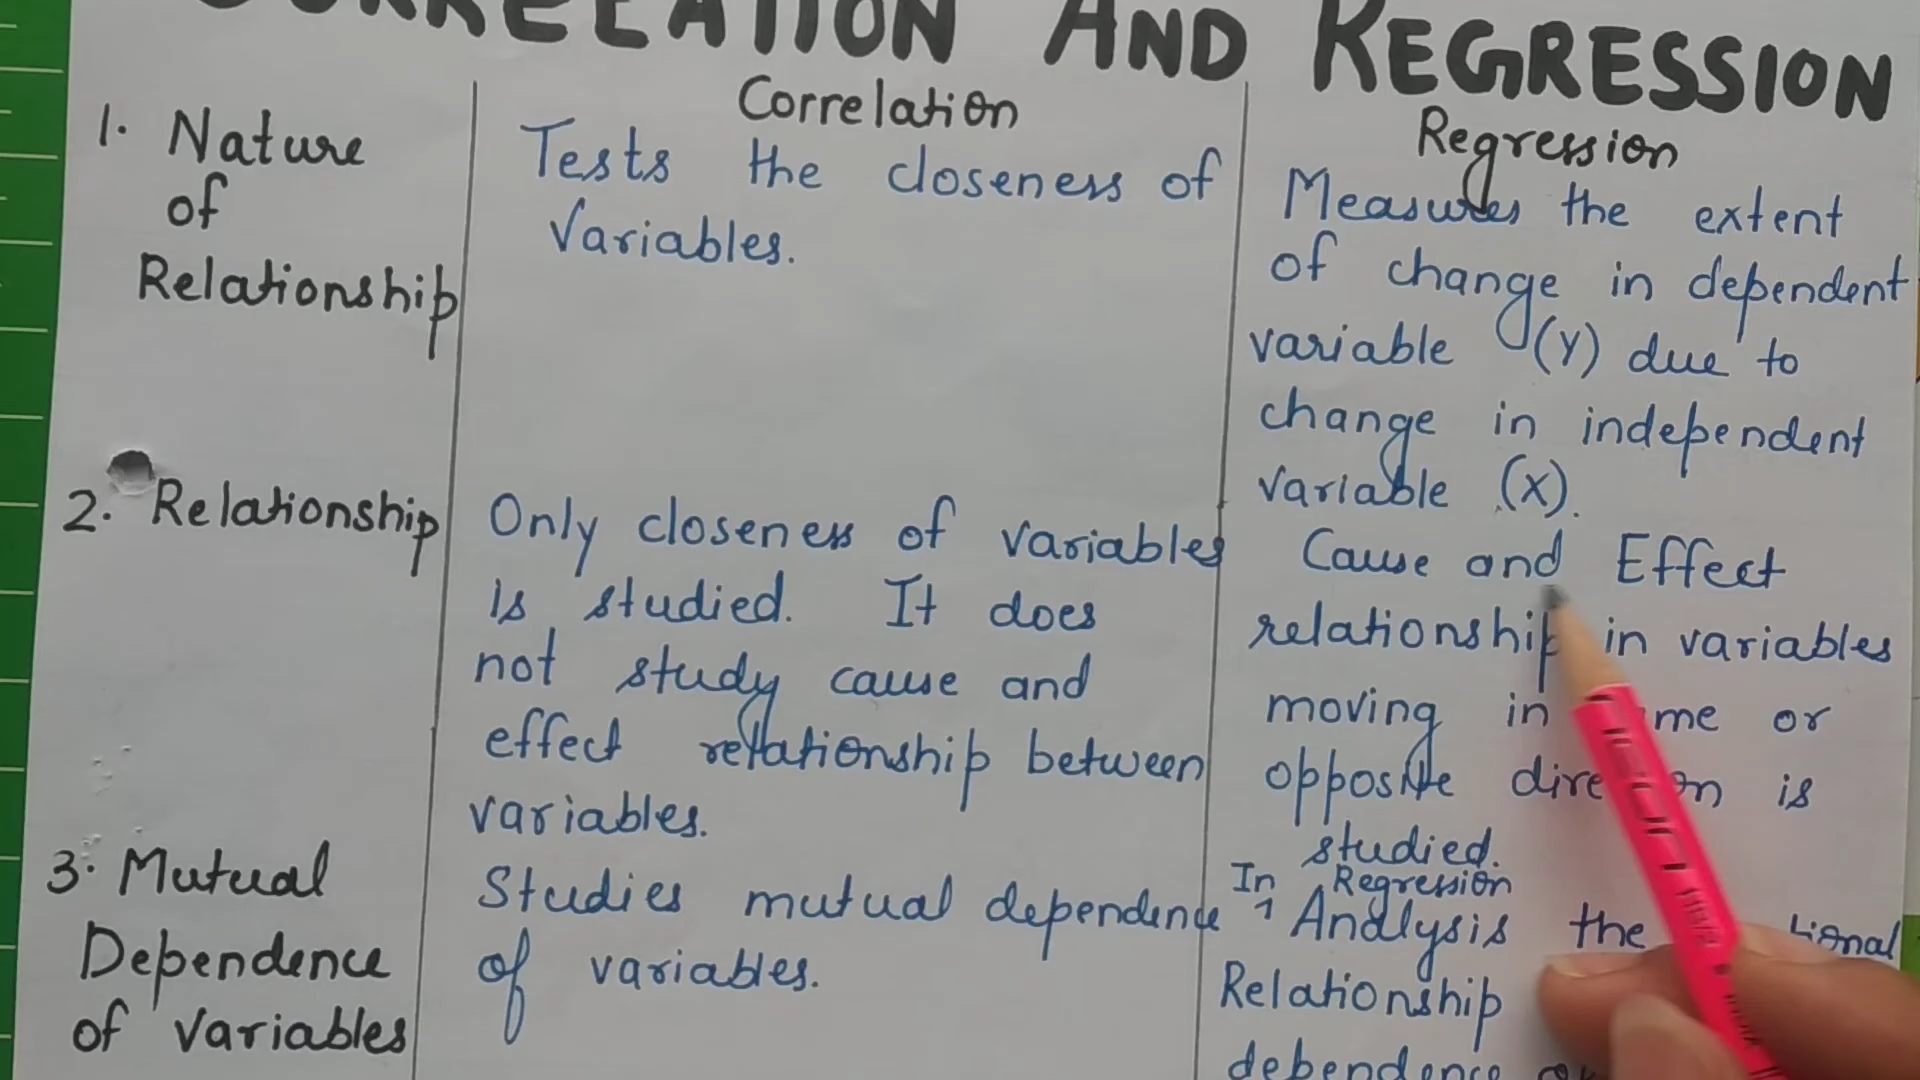 CORRELATION AND REGRESSION
Correlation
Regression
1. Nature
of
Relationship
Tests the closeness of
Variables.
Measures the extent
of change in dependent
variable (Y) due to
change in independent
variable (X).
2. Relationship
Only closeness of variables
is studied. It does
not study cause and
effect relationship between
variables.
Cause and Effect
relationship in variables
moving in or
opposite is
studied.
3. Mutual
Dependence
of Variables
Studies mutual dependence
of variables.
In Regression
Analysis the
Relationship
dependence